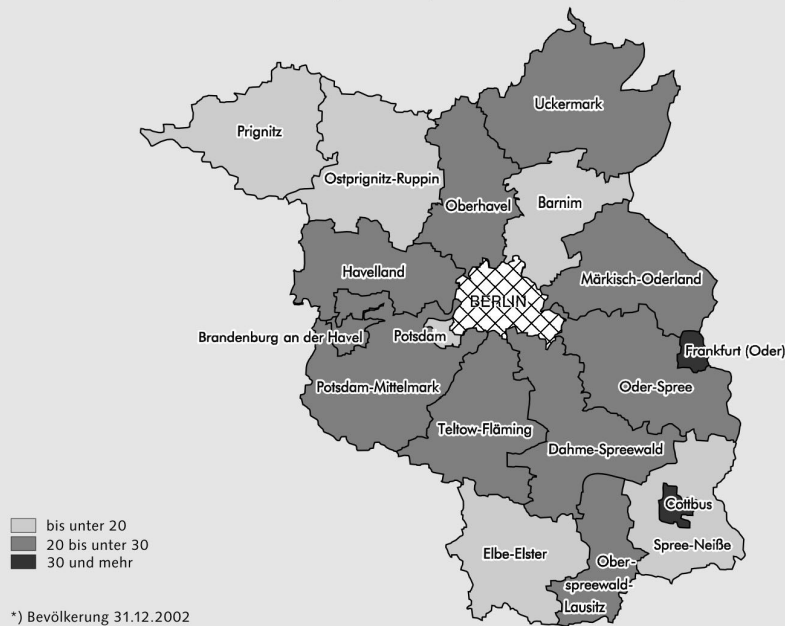 Uckermark
Prignitz
Ostprignitz-Ruppin
Oberhavel
Barnim
Havelland
Märkisch-Oderland
BERLIN
Brandenburg an der Havel
Potsdam
Frankfurt (Oder)
Potsdam-Mittelmark
Oder-Spree
Teltow-Fläming
Dahme-Spreewald
Cottbus
Spree-Neiße
Elbe-Elster
Ober-
spreewald-
Lausitz
bis unter 20
20 bis unter 30
30 und mehr
*) Bevölkerung 31.12.2002